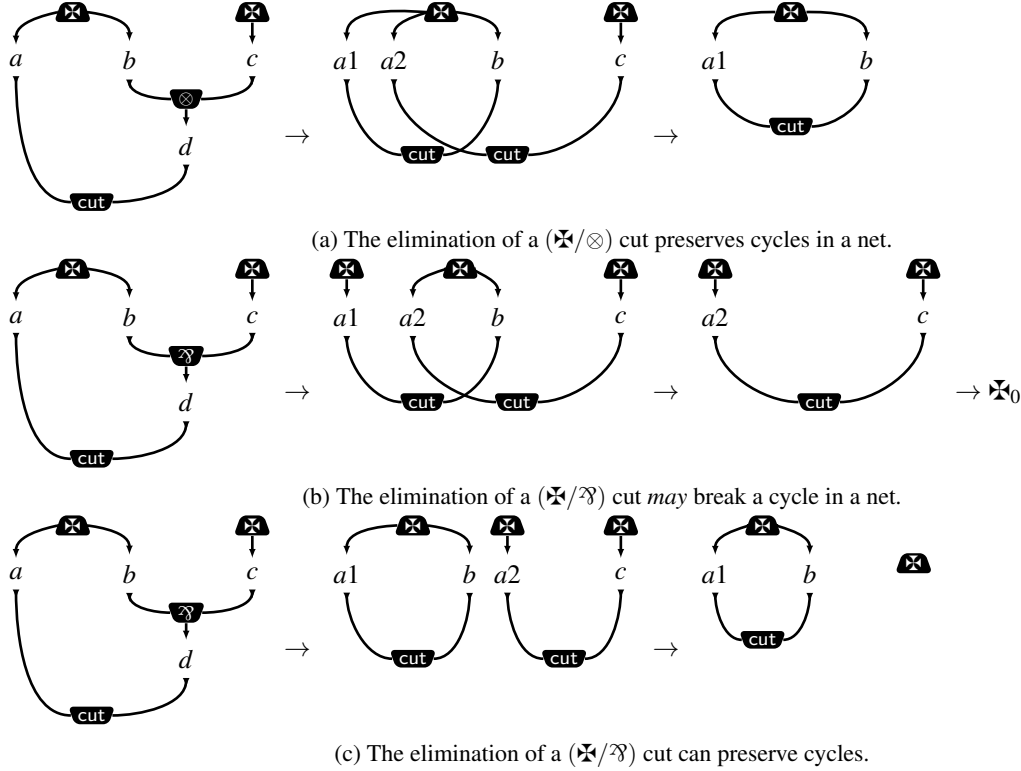 ✠ ✠ ✠ ✠ ✠
a b c a1 a2 b c a1 b
⊗
d → →
cut cut cut cut
(a) The elimination of a (✠/⊗) cut preserves cycles in a net.
✠ ✠ ✠ ✠ ✠ ✠ ✠
a b c a1 a2 b c a2 c
⅋
d → → → ✠₀
cut cut cut cut
(b) The elimination of a (✠/⅋) cut may break a cycle in a net.
✠ ✠ ✠ ✠ ✠ ✠ ✠
a b c a1 b a2 c a1 b
⅋
d → →
cut cut cut cut
(c) The elimination of a (✠/⅋) cut can preserve cycles.